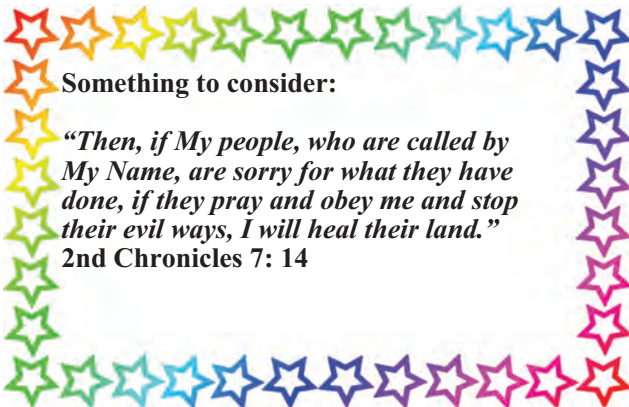 Something to consider:
“Then, if My people, who are called by
My Name, are sorry for what they have
done, if they pray and obey me and stop
their evil ways, I will heal their land.”
2nd Chronicles 7: 14